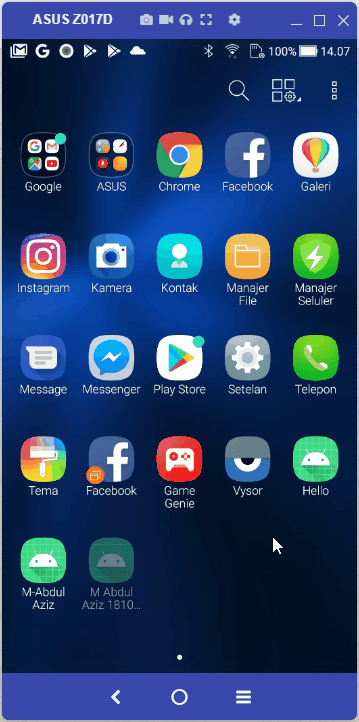 ASUS Z017D
100% 14.07
Google ASUS Chrome Facebook Galeri
Instagram Kamera Kontak Manajer File Manajer Seluler
Message Messenger Play Store Setelan Telepon
Tema Facebook Game Genie Vysor Hello
M-Abdul Aziz M Abdul Aziz 1810...